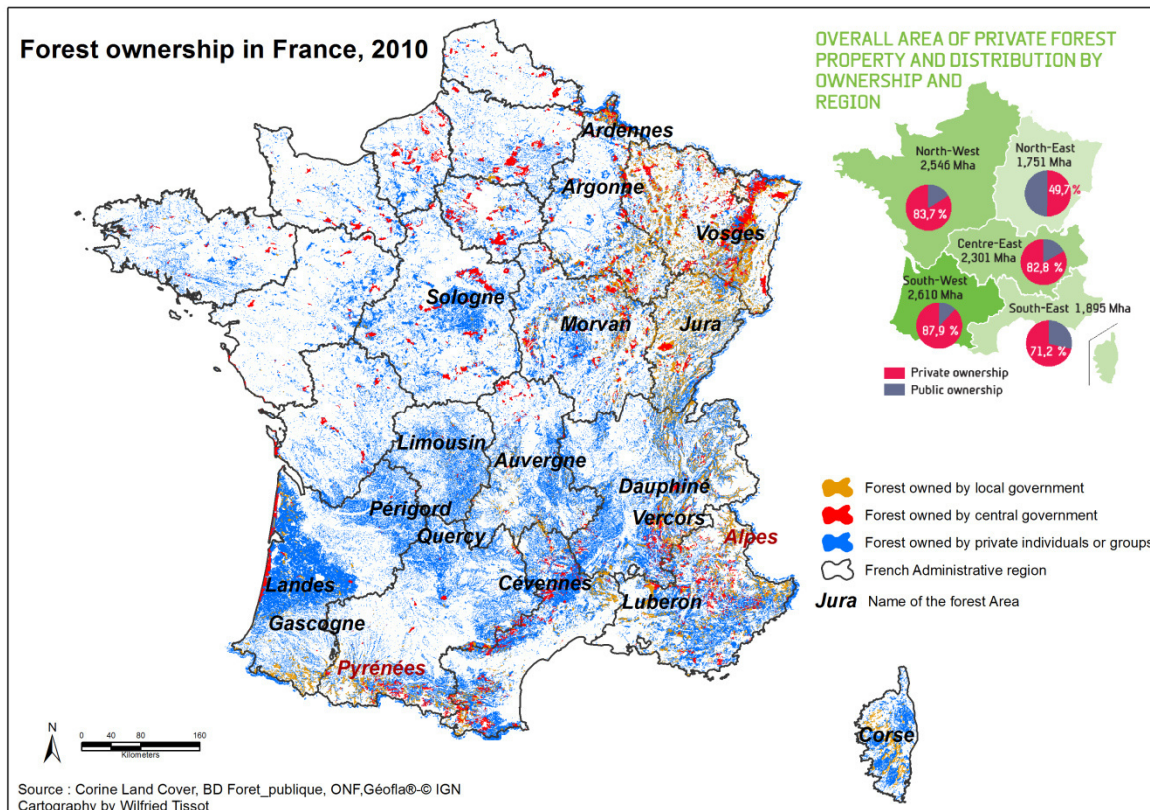 Forest ownership in France, 2010
OVERALL AREA OF PRIVATE FOREST
PROPERTY AND DISTRIBUTION BY
OWNERSHIP AND
REGION
North-West
2,546 Mha
83,7 %
North-East
1,751 Mha
49,7 %
Centre-East
2,301 Mha
82,8 %
South-West
2,610 Mha
87,9 %
South-East 1,895 Mha
71,2 %
Private ownership
Public ownership
Ardennes
Argonne
Vosges
Sologne
Morvan
Jura
Limousin
Auvergne
Dauphiné
Périgord
Vercors
Alpes
Quercy
Landes
Cévennes
Luberon
Gascogne
Pyrénées
Corse
Forest owned by local government
Forest owned by central government
Forest owned by private individuals or groups
French Administrative region
Jura Name of the forest Area
N
0 40 80 160
Kilometers
Source : Corine Land Cover, BD Foret_publique, ONF,Géofla®-© IGN
Cartography by Wilfried Tissot